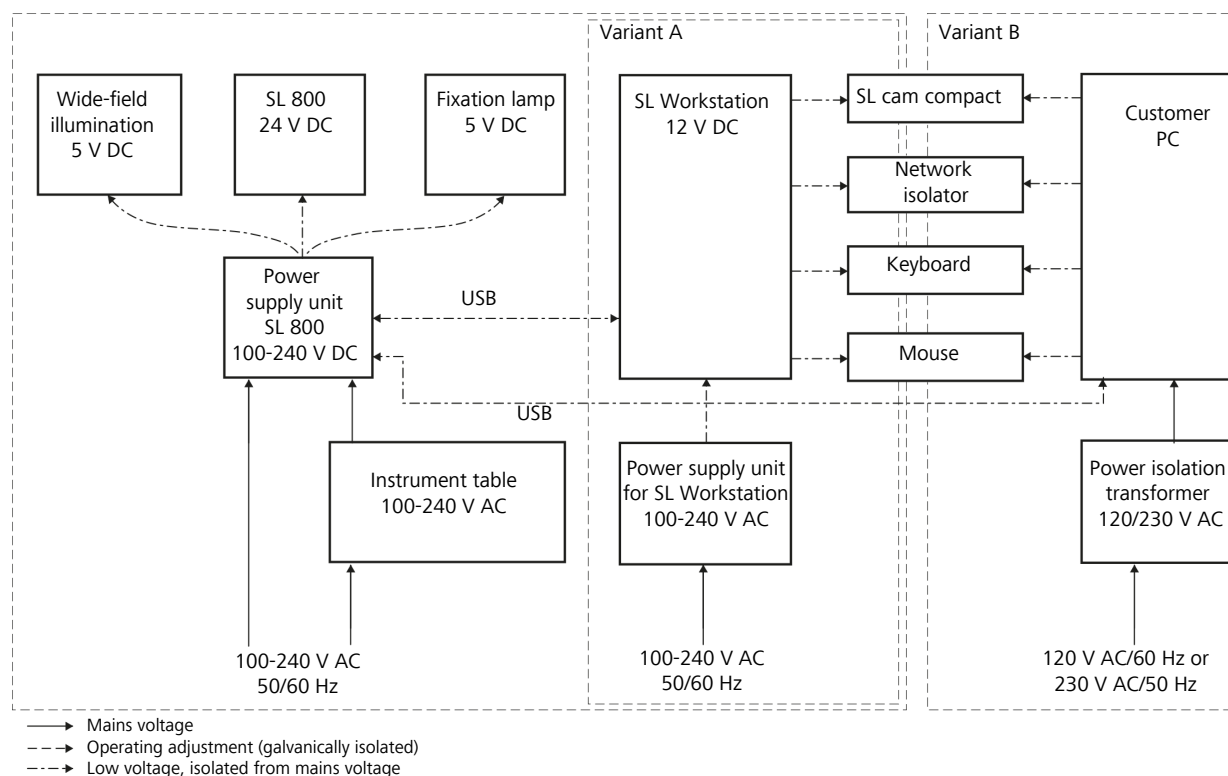 Variant A
Variant B
Wide-field
illumination
5 V DC
SL 800
24 V DC
Fixation lamp
5 V DC
SL Workstation
12 V DC
SL cam compact
Customer
PC
Network
isolator
Keyboard
Mouse
Power
supply unit
SL 800
100-240 V DC
USB
USB
Instrument table
100-240 V AC
Power supply unit
for SL Workstation
100-240 V AC
Power isolation
transformer
120/230 V AC
100-240 V AC
50/60 Hz
100-240 V AC
50/60 Hz
120 V AC/60 Hz or
230 V AC/50 Hz
Mains voltage
Operating adjustment (galvanically isolated)
Low voltage, isolated from mains voltage